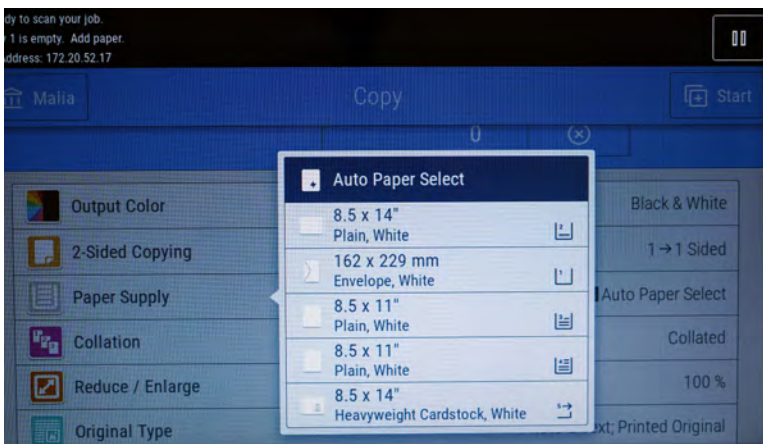 dy to scan your job.
1 is empty. Add paper.
Address: 172.20.52.17
Malia
Copy
Start
0
Auto Paper Select
8.5 x 14"
Plain, White
162 x 229 mm
Envelope, White
8.5 x 11"
Plain, White
8.5 x 11"
Plain, White
8.5 x 14"
Heavyweight Cardstock, White
Output Color
Black & White
2-Sided Copying
1→1 Sided
Paper Supply
Auto Paper Select
Collation
Collated
Reduce / Enlarge
100 %
Original Type
ext; Printed Original